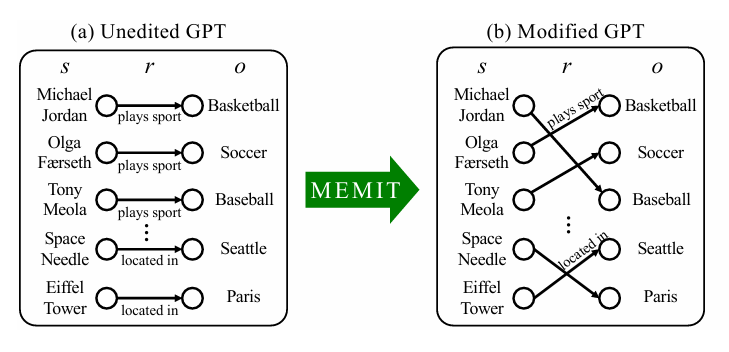 (a) Unedited GPT
s r o
Michael
Jordan
plays sport
Basketball
Olga
Færseth
plays sport
Soccer
Tony
Meola
plays sport
Baseball
Space
Needle
located in
Seattle
Eiffel
Tower
located in
Paris
MEMIT
(b) Modified GPT
s r o
Michael
Jordan
plays sport
Basketball
Olga
Færseth
Soccer
Tony
Meola
Baseball
Space
Needle
located in
Seattle
Eiffel
Tower
Paris